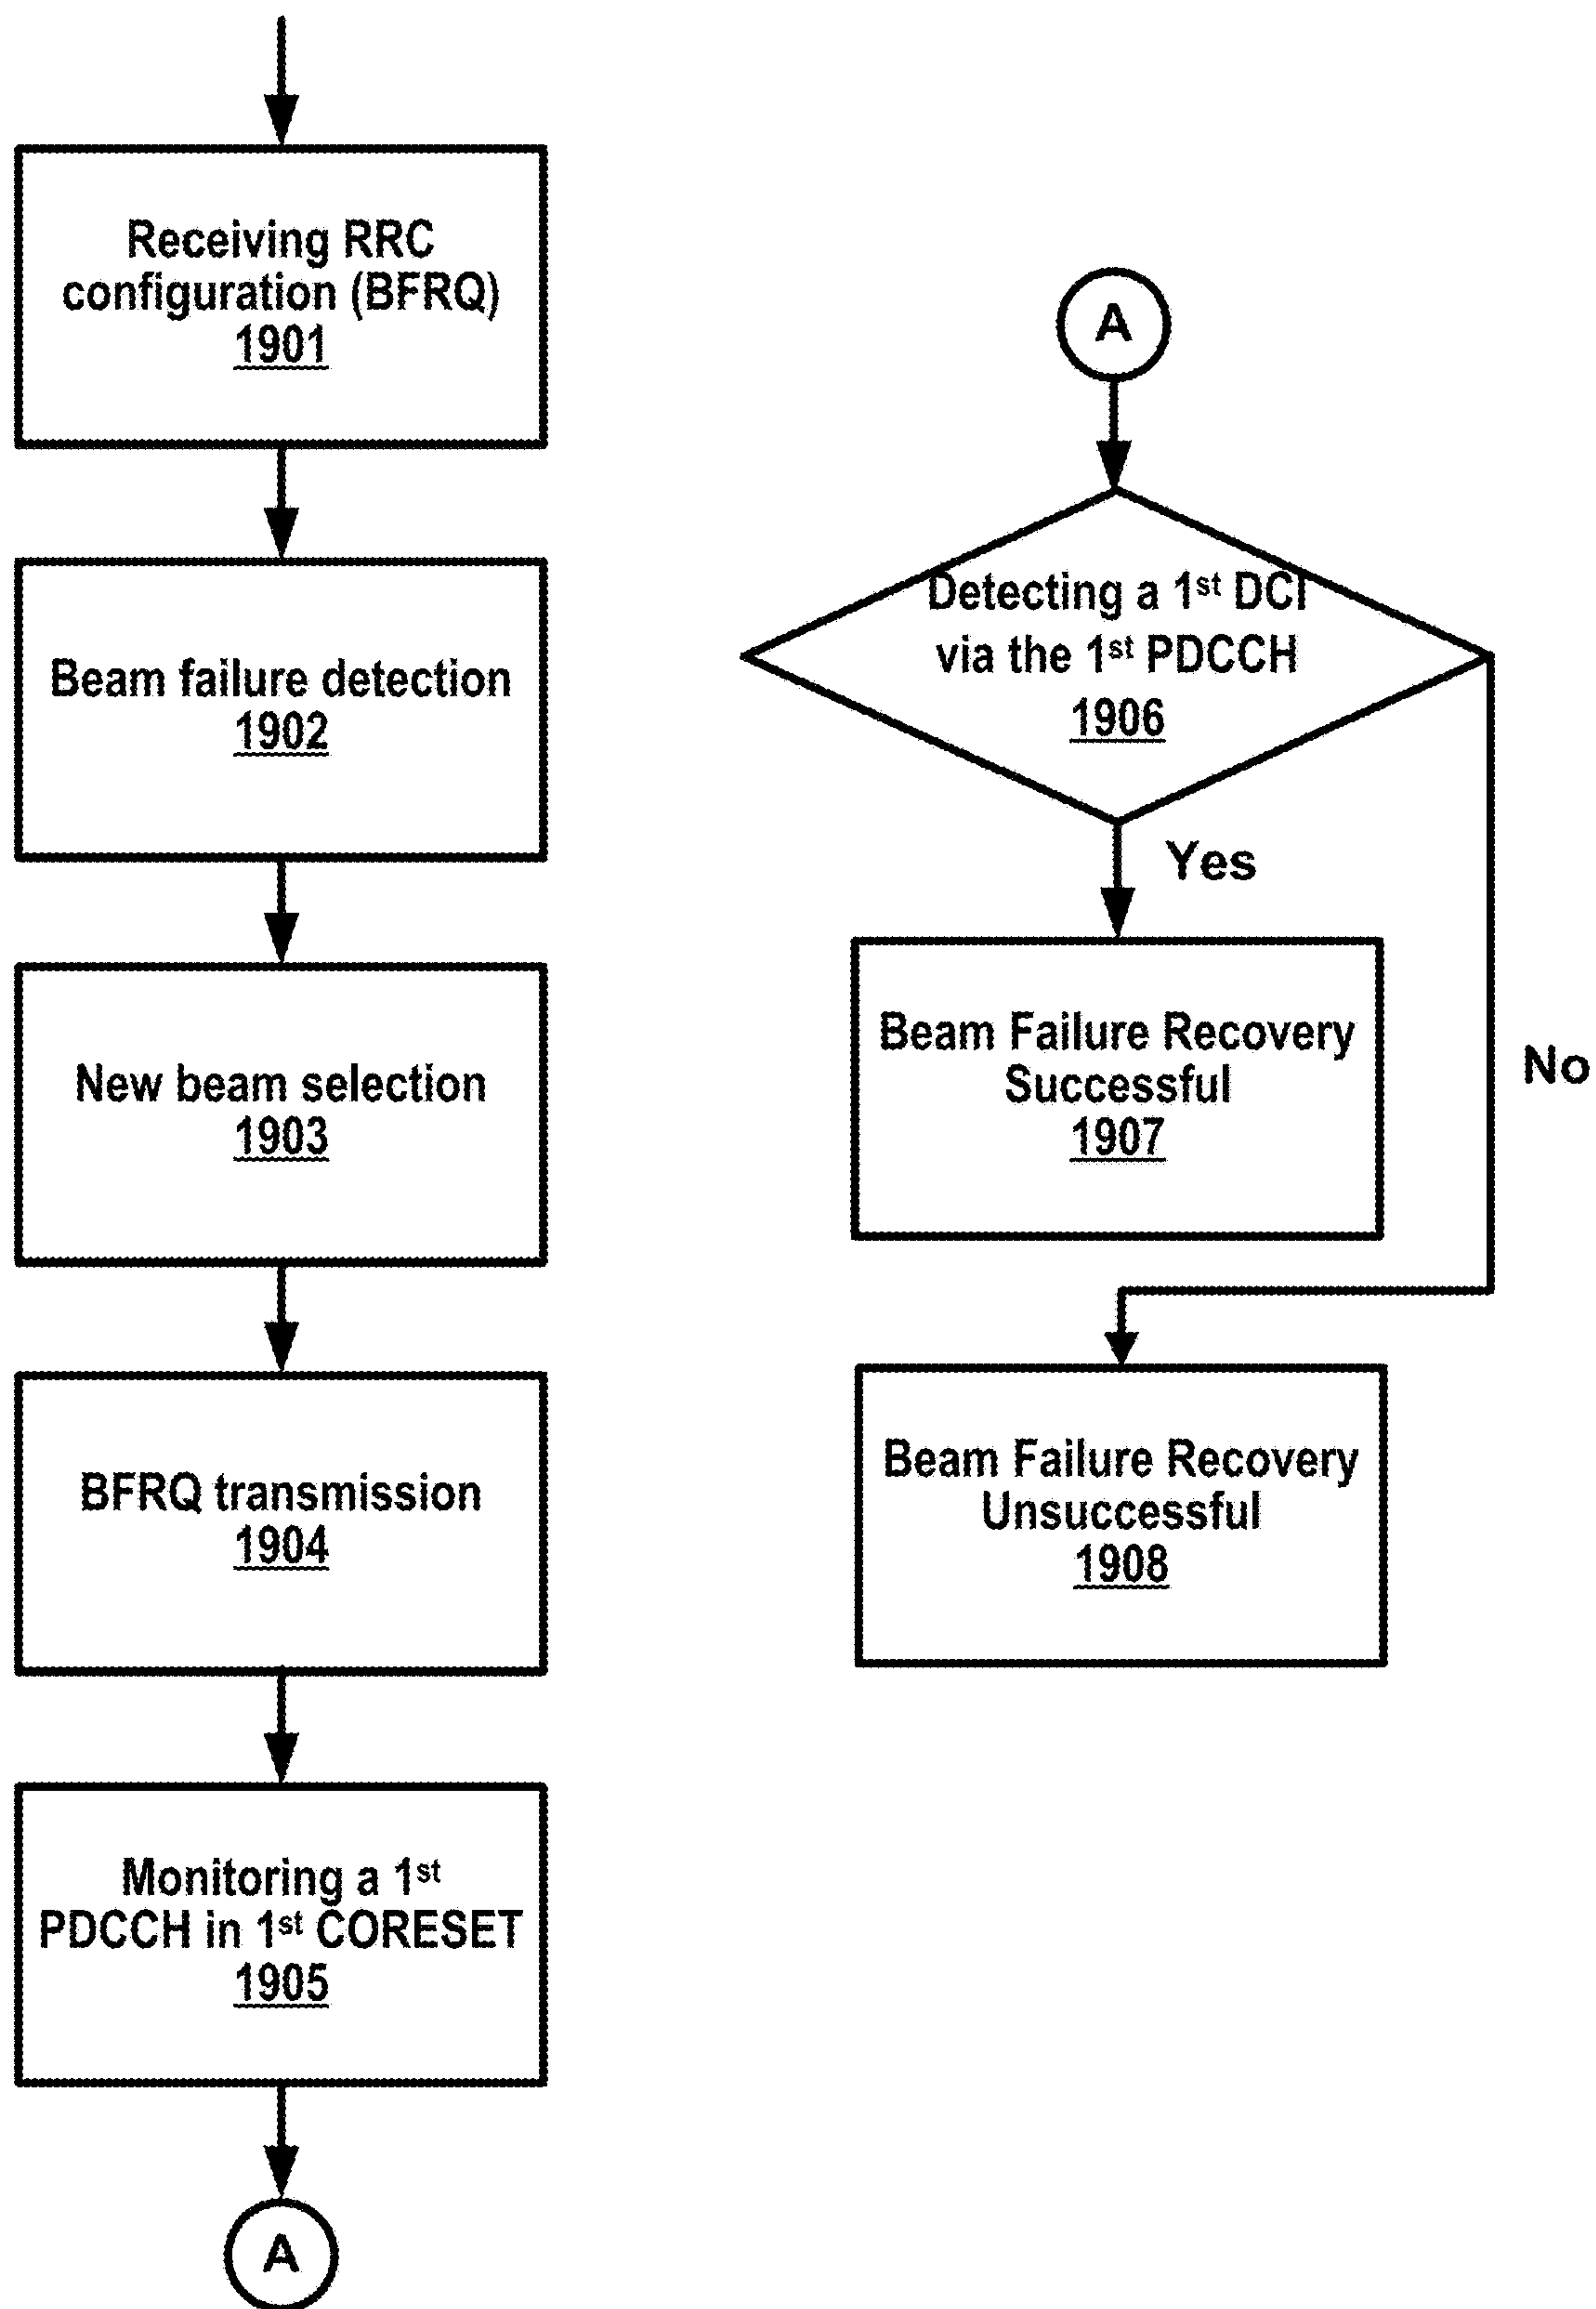 Receiving RRC
configuration (BFRQ)
1901
Beam failure detection
1902
New beam selection
1903
BFRQ transmission
1904
Monitoring a 1st
PDCCH in 1st CORESET
1905
A
A
Detecting a 1st DCI
via the 1st PDCCH
1906
Yes
No
Beam Failure Recovery
Successful
1907
Beam Failure Recovery
Unsuccessful
1908